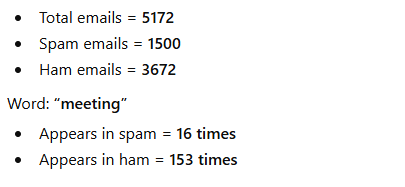 • Total emails = 5172
• Spam emails = 1500
• Ham emails = 3672
Word: “meeting”
• Appears in spam = 16 times
• Appears in ham = 153 times